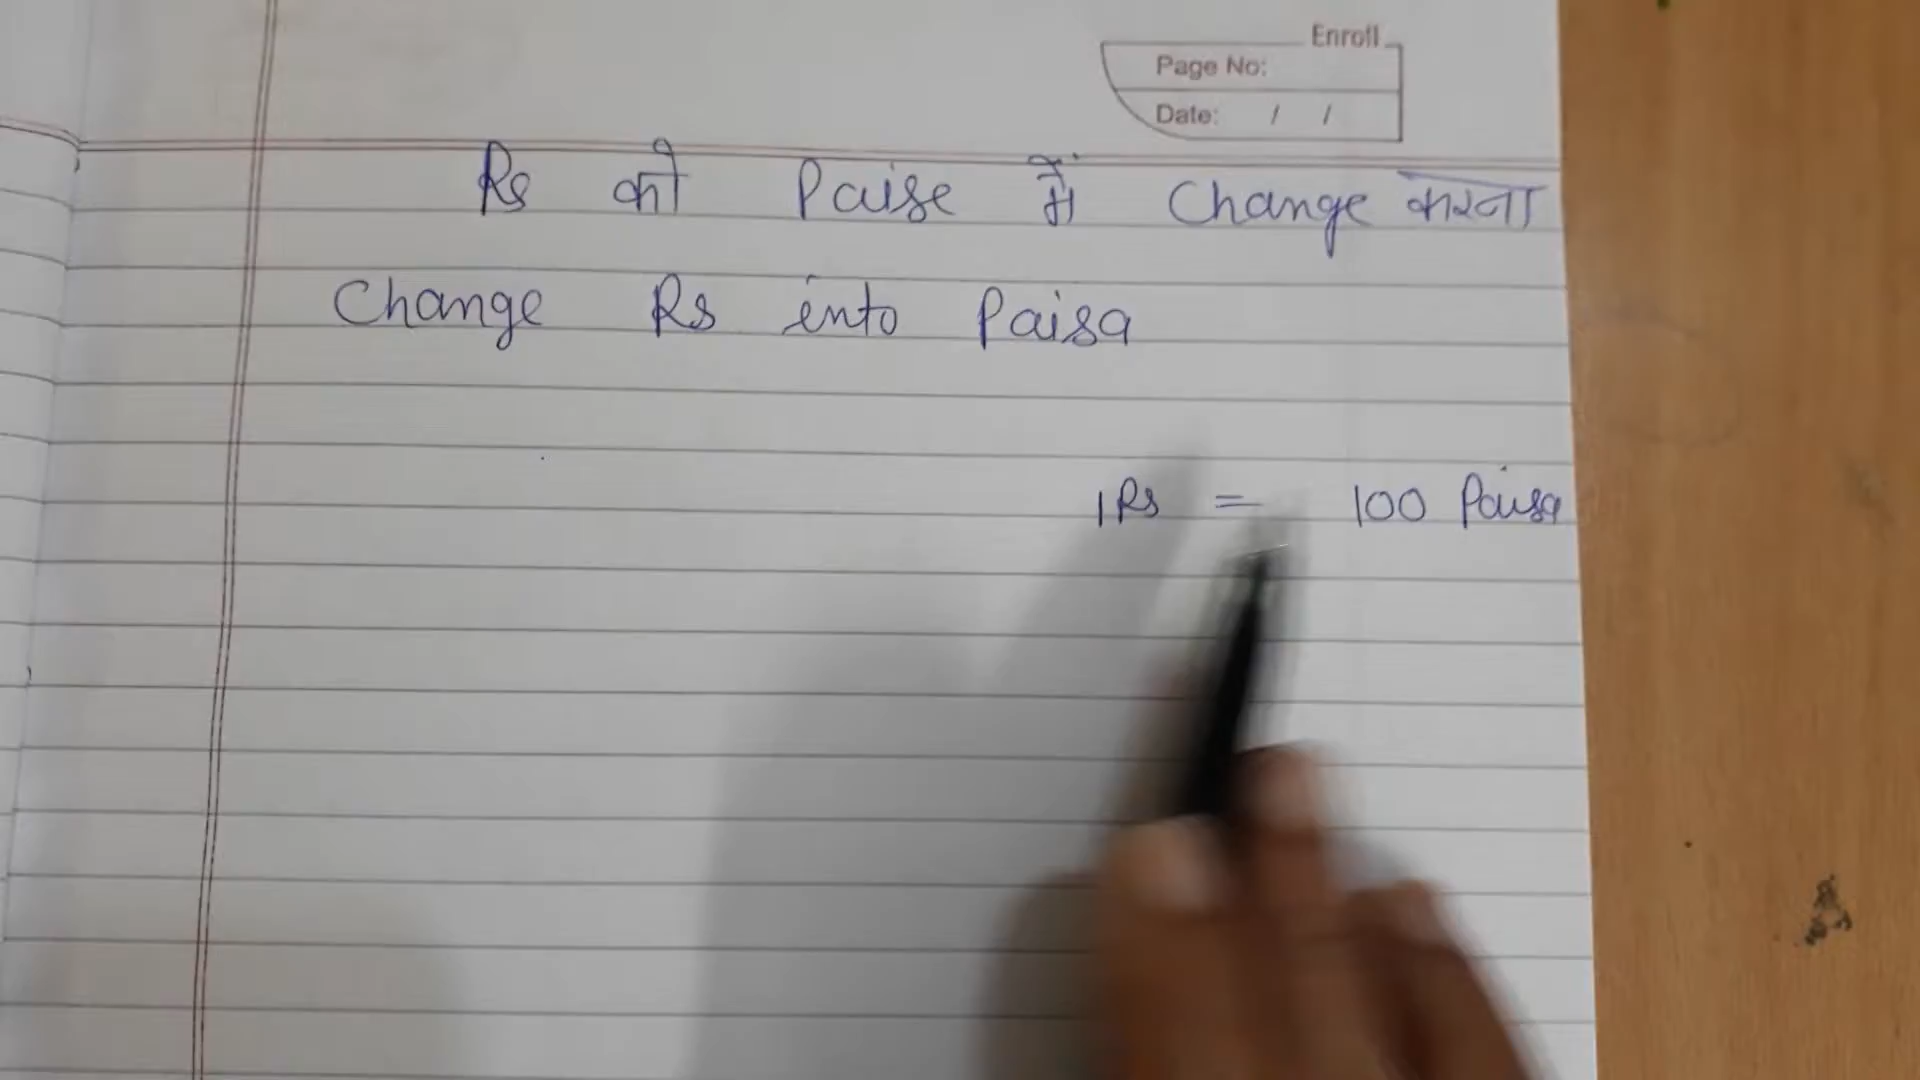 Enroll
Page No:
Date: / /
Rs को Paise में Change करना
Change Rs into Paisa
1Rs = 100 Paisa